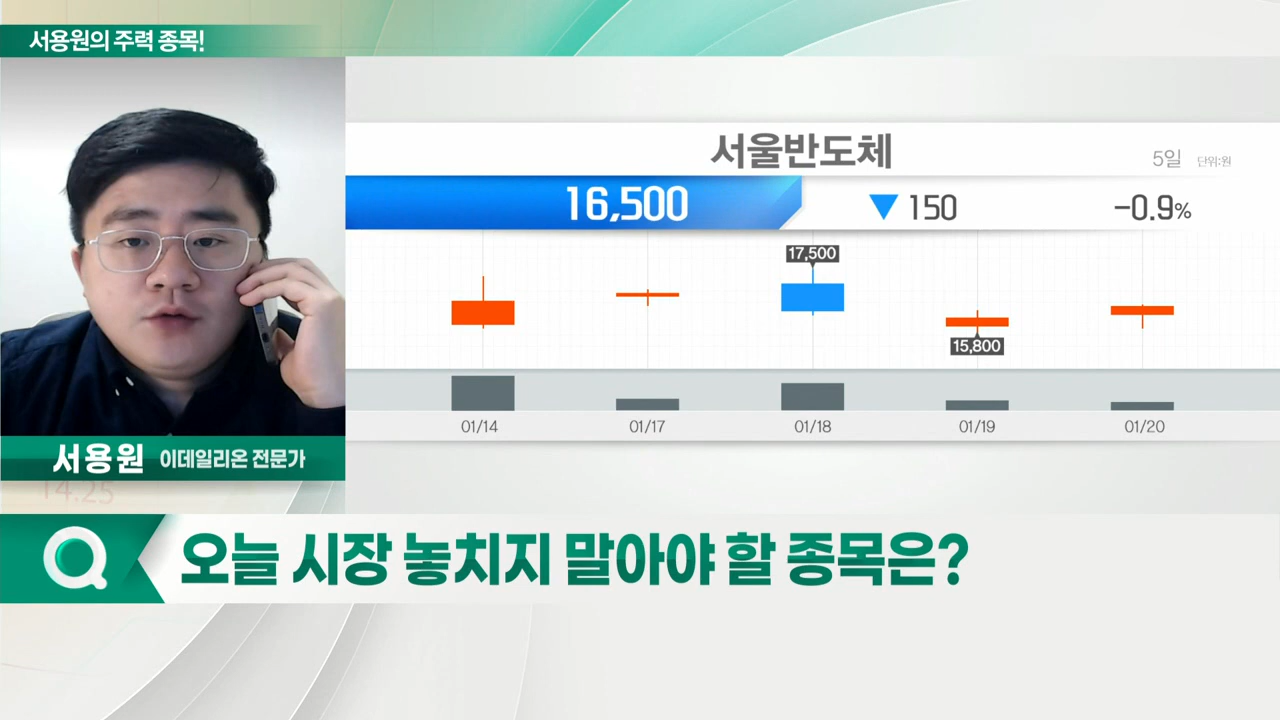 서용원의 주력 종목!
서울반도체
5일 단위:원
16,500 ▼ 150 -0.9%
17,500
15,800
01/14 01/17 01/18 01/19 01/20
서용원 이데일리온 전문가
14.25
Q 오늘 시장 놓치지 말아야 할 종목은?